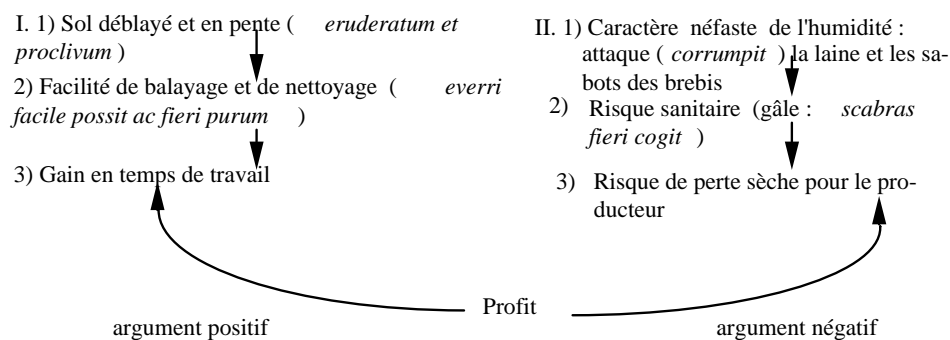 I. 1) Sol déblayé et en pente ( eruderatum et
proclivum )
2) Facilité de balayage et de nettoyage ( everri
facile possit ac fieri purum )
3) Gain en temps de travail
II. 1) Caractère néfaste de l'humidité :
attaque ( corrumpit ) la laine et les sa-
bots des brebis
2) Risque sanitaire (gâle : scabras
fieri cogit )
3) Risque de perte sèche pour le pro-
ducteur
Profit
argument positif
argument négatif